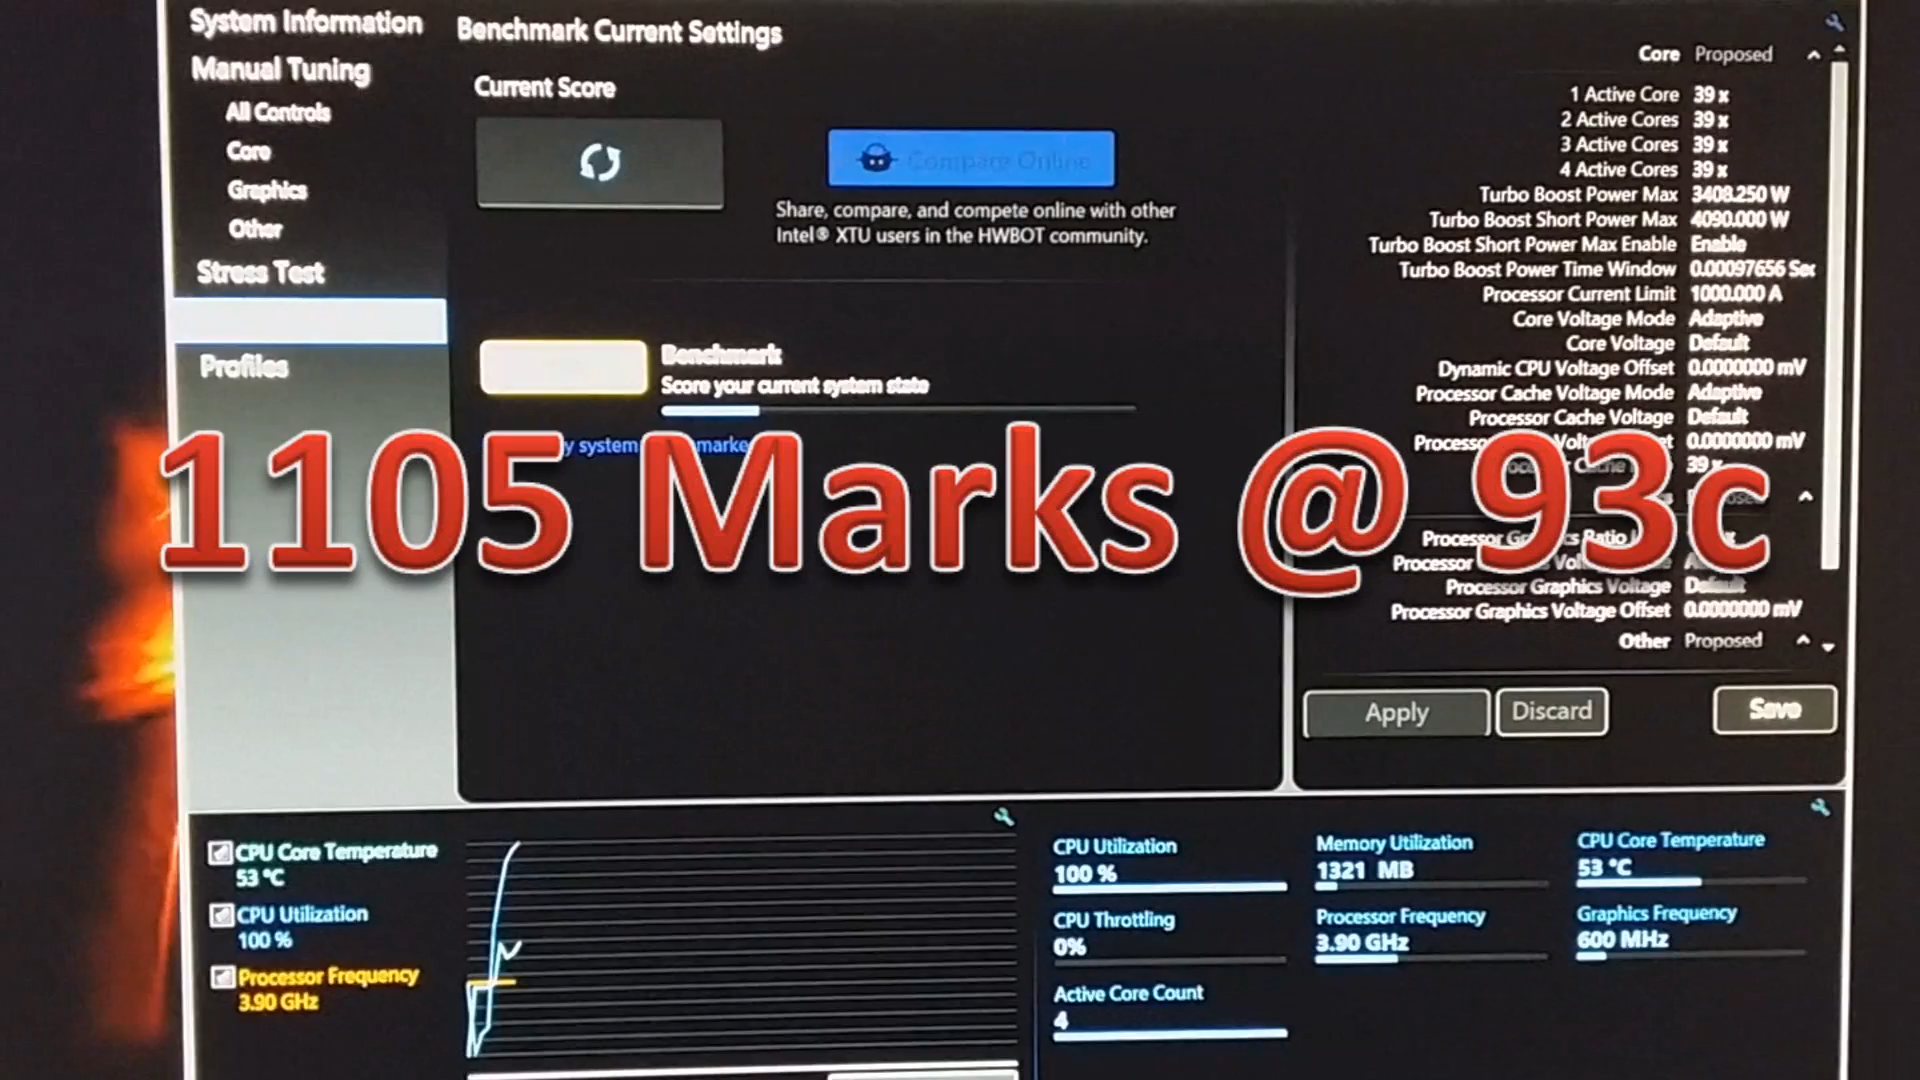 System Information
Manual Tuning
All Controls
Core
Graphics
Other
Stress Test
Profiles
Benchmark Current Settings
Current Score
Compare Online
Share, compare, and compete online with other
Intel® XTU users in the HWBOT community.
Benchmark
Score your current system state
y system marke
1105 Marks @ 93c
Core Proposed
1 Active Core 39 x
2 Active Cores 39 x
3 Active Cores 39 x
4 Active Cores 39 x
Turbo Boost Power Max 3408.250 W
Turbo Boost Short Power Max 4090.000 W
Turbo Boost Short Power Max Enable Enable
Turbo Boost Power Time Window 0.00097656 Sec
Processor Current Limit 1000.000 A
Core Voltage Mode Adaptive
Core Voltage Default
Dynamic CPU Voltage Offset 0.0000000 mV
Processor Cache Voltage Mode Adaptive
Processor Cache Voltage Default
0.0000000 mV
39 x
Processor
Processor
Processor Graphics Voltage Default
Processor Graphics Voltage Offset 0.0000000 mV
Other Proposed
Apply Discard Save
CPU Core Temperature
53 °C
CPU Utilization
100 %
Processor Frequency
3.90 GHz
CPU Utilization
100 %
Memory Utilization
1321 MB
CPU Core Temperature
53 °C
CPU Throttling
0%
Processor Frequency
3.90 GHz
Graphics Frequency
600 MHz
Active Core Count
4